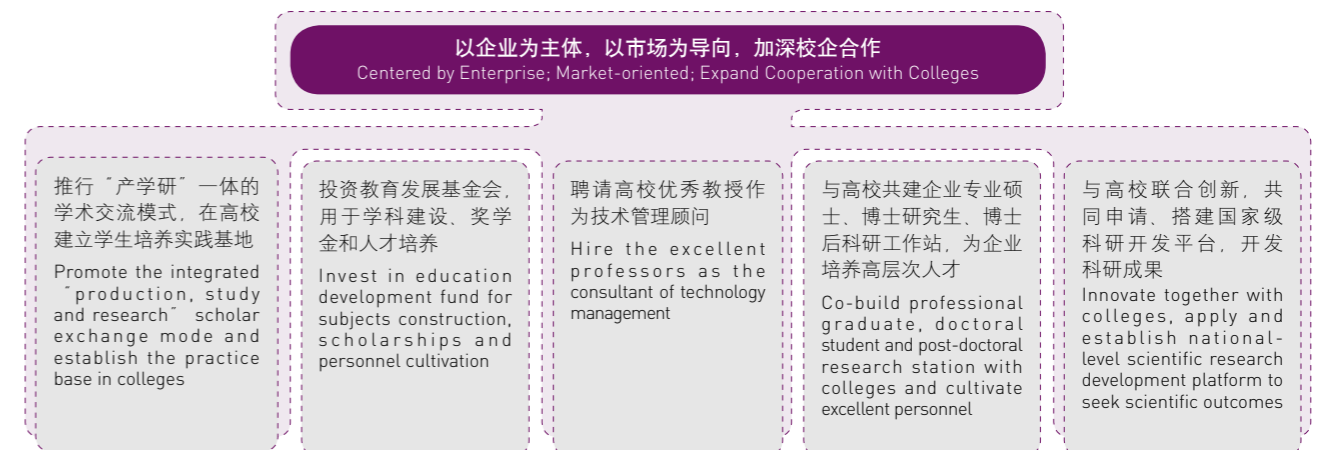 以企业为主体，以市场为导向，加深校企合作
Centered by Enterprise; Market-oriented; Expand Cooperation with Colleges
推行“产学研”一体的
学术交流模式，在高校
建立学生培养实践基地
Promote the integrated
“production, study
and research” scholar
exchange mode and
establish the practice
base in colleges
投资教育发展基金会，
用于学科建设、奖学
金和人才培养
Invest in education
development fund for
subjects construction,
scholarships and
personnel cultivation
聘请高校优秀教授作
为技术管理顾问
Hire the excellent
professors as the
consultant of technology
management
与高校共建企业专业硕
士、博士研究生、博士
后科研工作站，为企业
培养高层次人才
Co-build professional
graduate, doctoral
student and post-doctoral
research station with
colleges and cultivate
excellent personnel
与高校联合创新，共
同申请、搭建国家级
科研开发平台，开发
科研成果
Innovate together with
colleges, apply and
establish national-
level scientific research
development platform to
seek scientific outcomes